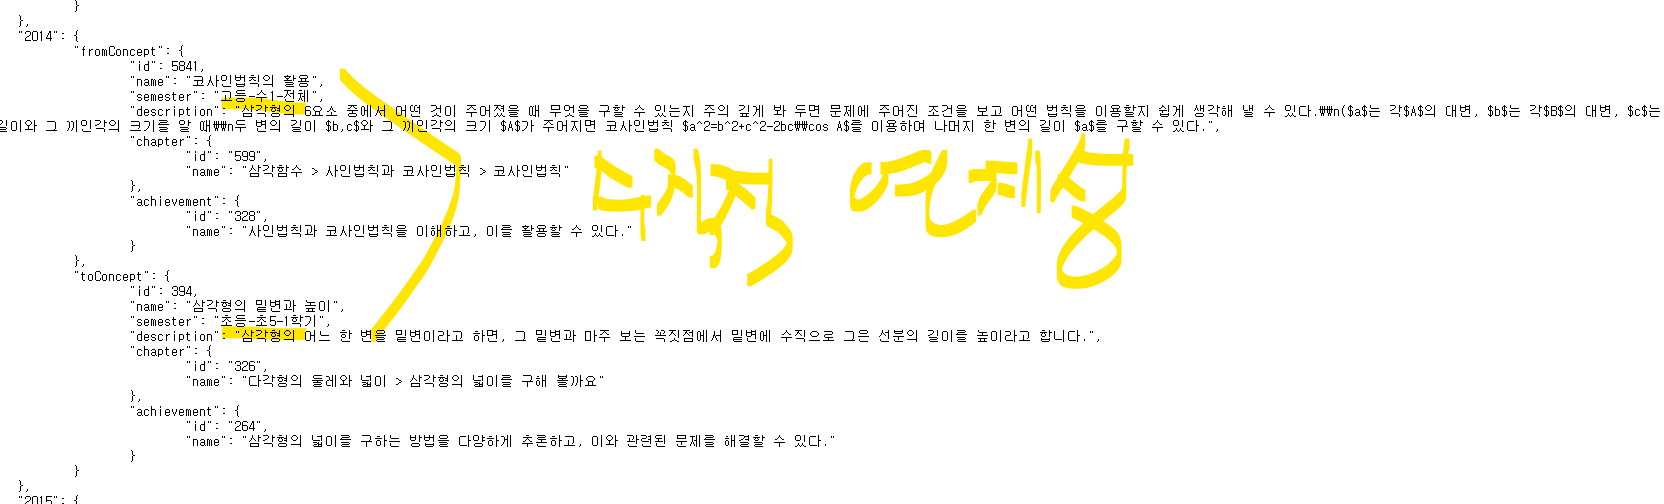 }
},
"2014": {
"fromConcept": {
"id": 5841,
"name": "코사인법칙의 활용",
"semester": "고등-수1-전체",
"description": "삼각형의 6요소 중에서 어떤 것이 주어졌을 때 무엇을 구할 수 있는지 주의 깊게 봐 두면 문제에 주어진 조건을 보고 어떤 법칙을 이용할지 쉽게 생각해 낼 수 있다.\\n($a$는 각$A$의 대변, $b$는 각$B$의 대변, $c$는
길이와 그 끼인각의 크기를 알 때\\n두 변의 길이 $b,c$와 그 끼인각의 크기 $A$가 주어지면 코사인법칙 $a^2=b^2+c^2-2bc\\cos A$를 이용하여 나머지 한 변의 길이 $a$를 구할 수 있다.",
"chapter": {
"id": "599",
"name": "삼각함수 > 사인법칙과 코사인법칙 > 코사인법칙"
},
"achievement": {
"id": "328",
"name": "사인법칙과 코사인법칙을 이해하고, 이를 활용할 수 있다."
}
},
"toConcept": {
"id": 394,
"name": "삼각형의 밑변과 높이",
"semester": "초등-초5-1학기",
"description": "삼각형의 어느 한 변을 밑변이라고 하면, 그 밑변과 마주 보는 꼭짓점에서 밑변에 수직으로 그은 선분의 길이를 높이라고 합니다.",
"chapter": {
"id": "326",
"name": "다각형의 둘레와 넓이 > 삼각형의 넓이를 구해 볼까요"
},
"achievement": {
"id": "264",
"name": "삼각형의 넓이를 구하는 방법을 다양하게 추론하고, 이와 관련된 문제를 해결할 수 있다."
}
}
},
"2015": {
수직적 연계성